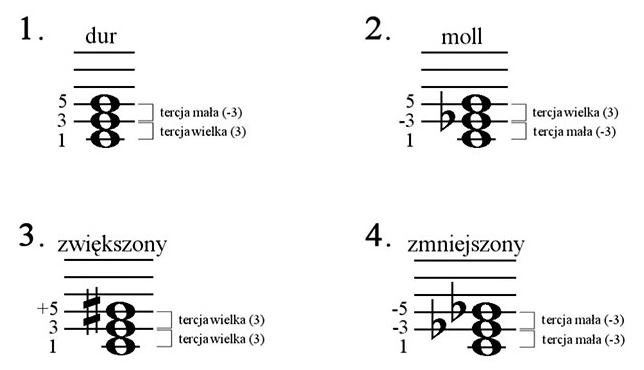 1. dur
5
3
1
tercja mała (-3)
tercja wielka (3)
2. moll
5
-3
1
tercja wielka (3)
tercja mała (-3)
3. zwiększony
+5
3
1
tercja wielka (3)
tercja wielka (3)
4. zmniejszony
-5
-3
1
tercja mała (-3)
tercja mała (-3)